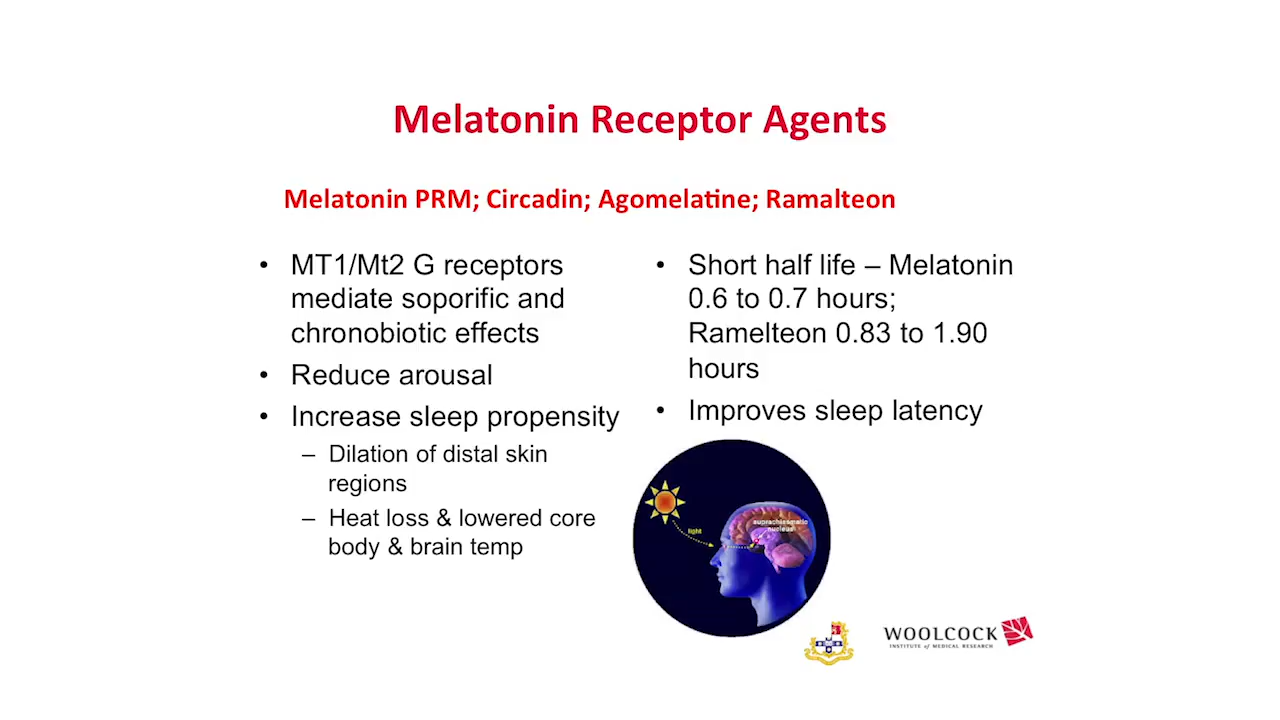 Melatonin Receptor Agents
Melatonin PRM; Circadin; Agomelatine; Ramalteon
• MT1/Mt2 G receptors
mediate soporific and
chronobiotic effects
• Reduce arousal
• Increase sleep propensity
– Dilation of distal skin
regions
– Heat loss & lowered core
body & brain temp
• Short half life – Melatonin
0.6 to 0.7 hours;
Ramelteon 0.83 to 1.90
hours
• Improves sleep latency
light
suprachiasmatic
nucleus
WOOLCOCK
INSTITUTE of MEDICAL RESEARCH